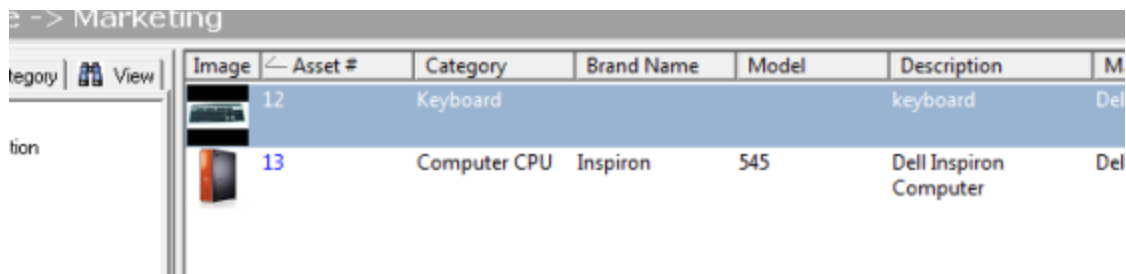 e -> Marketing
tegory View
Image Asset # Category Brand Name Model Description M
12 Keyboard keyboard Del
tion
13 Computer CPU Inspiron 545 Dell Inspiron Del
Computer